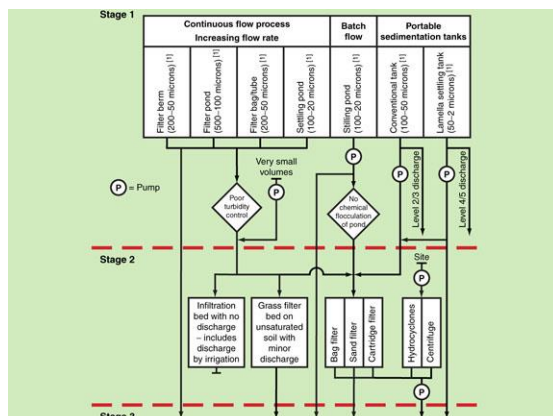 Stage 1
Continuous flow process
Increasing flow rate
Batch
flow
Portable
sedimentation tanks
Filter berm [1]
(200–50 microns)
Filter pond [1]
(500–100 microns)
Filter bag/tube [1]
(200–50 microns)
Settling pond [1]
(100–20 microns)
Stilling pond [1]
(100–20 microns)
Conventional tank [1]
(100–50 microns)
Lamella settling tank [1]
(50–2 microns)
P = Pump
Very small
volumes
P
P
P
P
Level 2/3 discharge
Level 4/5 discharge
Poor
turbidity
control
No
chemical
flocculation
of pond
Stage 2
Site
P
Infiltration
bed with no
discharge
– includes
discharge
by irrigation
Grass filter
bed on
unsaturated
soil with
minor
discharge
Bag filter
Sand filter
Cartridge filter
Hydrocyclones
Centrifuge
P
Stage 3